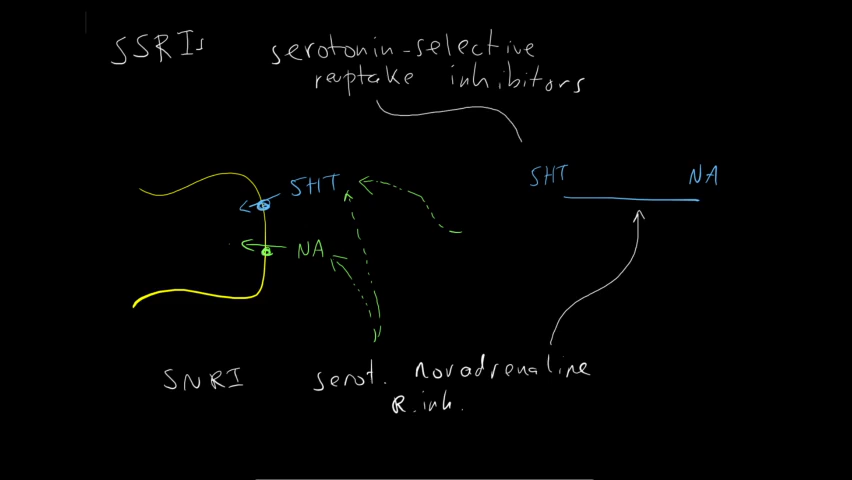 SSRIs serotonin-selective
reuptake inhibitors
5HT NA
5HT
NA
SNRI serot. noradrenaline
R.inh.